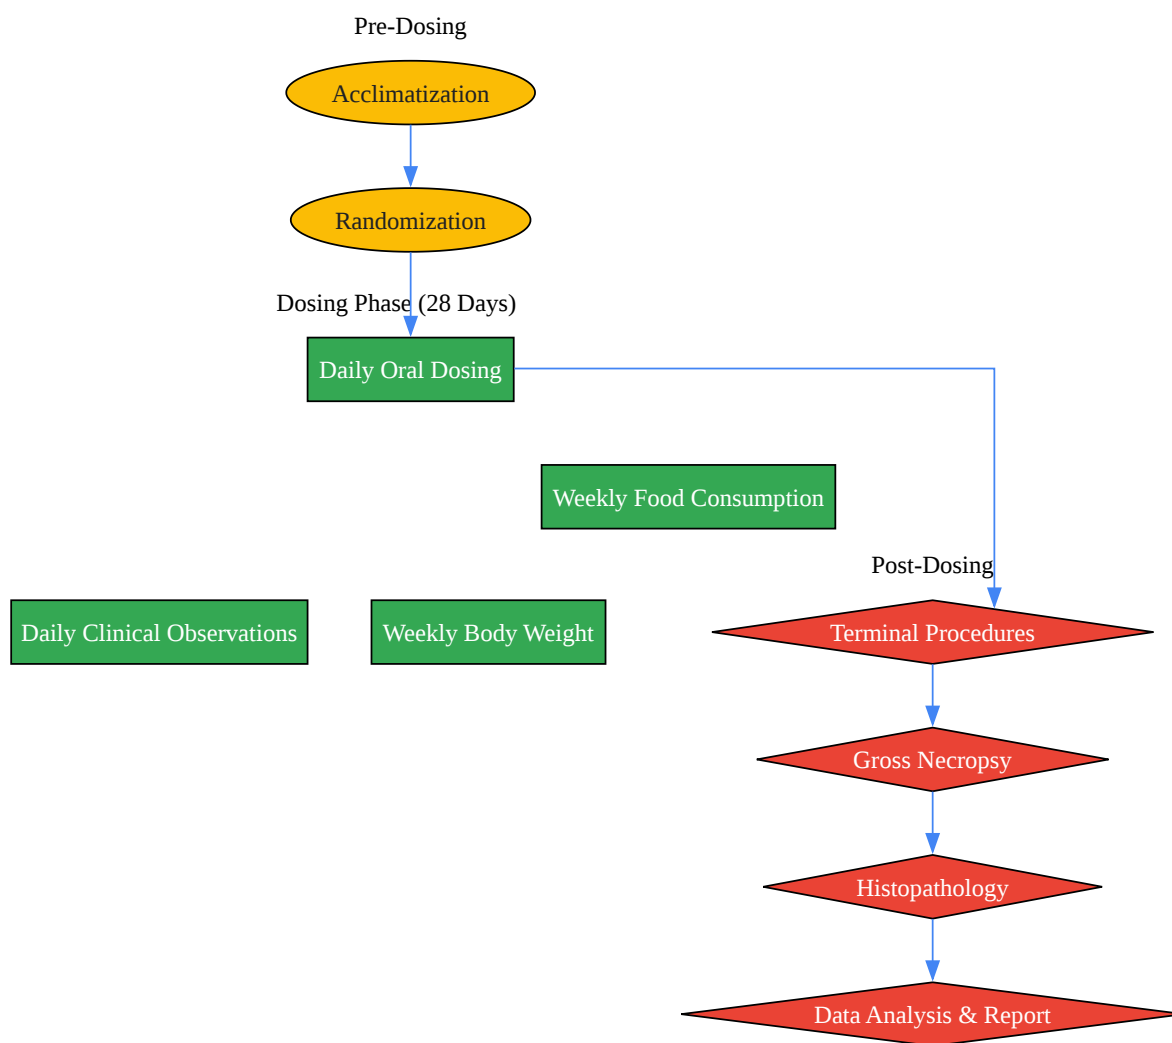 Pre-Dosing
Acclimatization
Randomization
Dosing Phase (28 Days)
Daily Oral Dosing
Weekly Food Consumption
Post-Dosing
Daily Clinical Observations
Weekly Body Weight
Terminal Procedures
Gross Necropsy
Histopathology
Data Analysis & Report